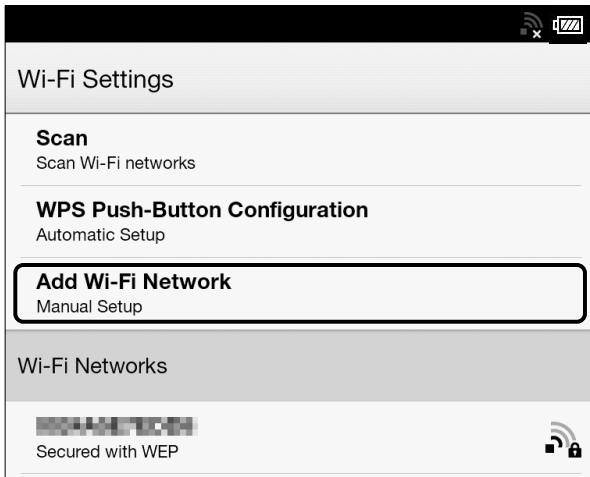 Wi-Fi Settings
Scan
Scan Wi-Fi networks
WPS Push-Button Configuration
Automatic Setup
Add Wi-Fi Network
Manual Setup
Wi-Fi Networks
Secured with WEP